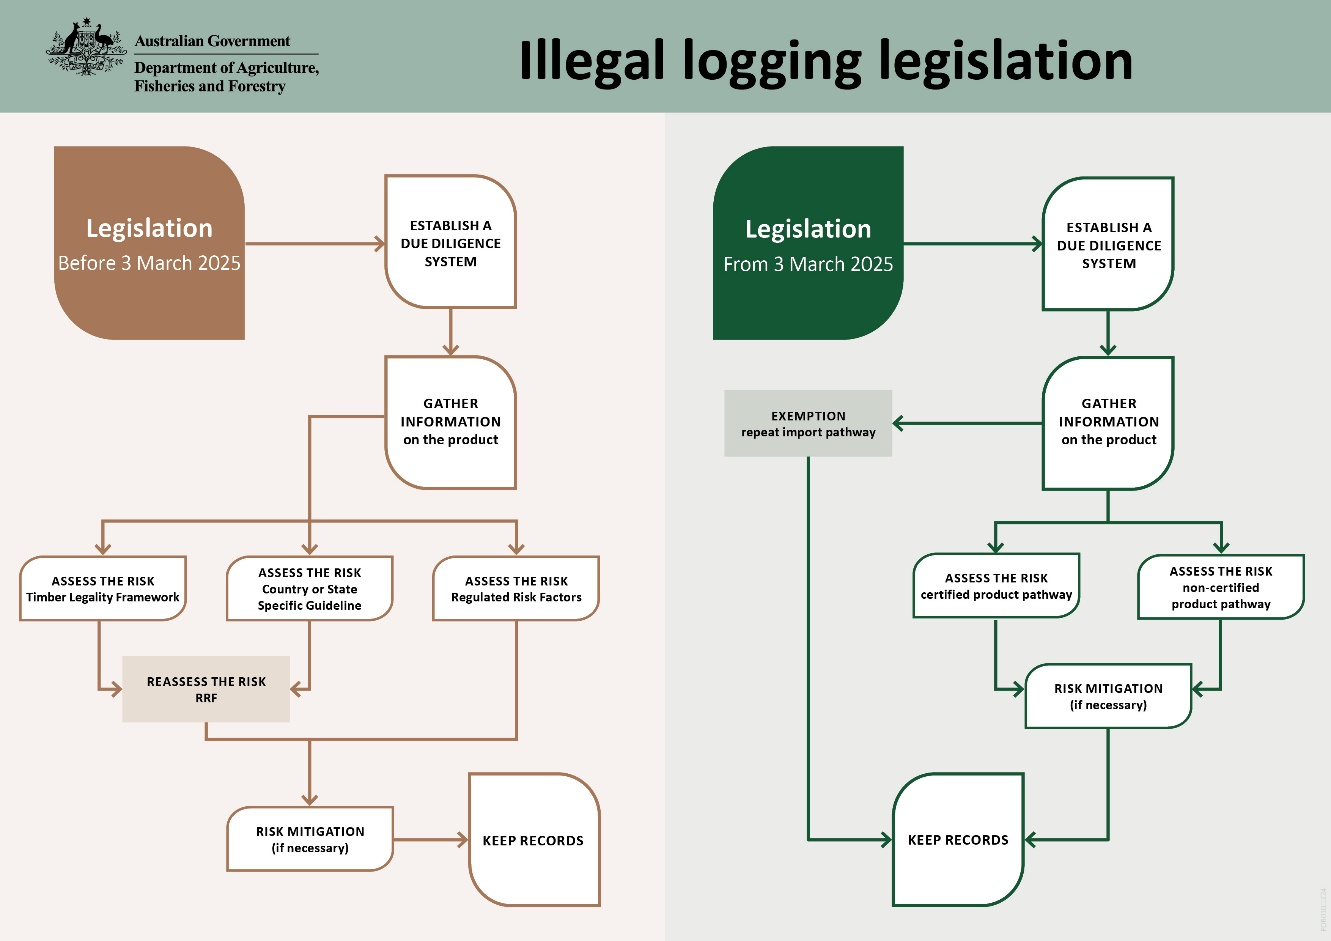 Australian Government
Department of Agriculture,
Fisheries and Forestry
Illegal logging legislation
Legislation
Before 3 March 2025
ESTABLISH A
DUE DILIGENCE
SYSTEM
GATHER
INFORMATION
on the product
ASSESS THE RISK
Timber Legality Framework
ASSESS THE RISK
Country or State
Specific Guideline
ASSESS THE RISK
Regulated Risk Factors
REASSESS THE RISK
RRF
RISK MITIGATION
(if necessary)
KEEP RECORDS
Legislation
From 3 March 2025
ESTABLISH A
DUE DILIGENCE
SYSTEM
GATHER
INFORMATION
on the product
EXEMPTION
repeat import pathway
ASSESS THE RISK
certified product pathway
ASSESS THE RISK
non-certified
product pathway
RISK MITIGATION
(if necessary)
KEEP RECORDS